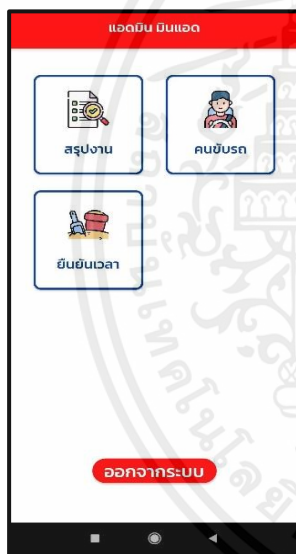 แอดมิน มินแอด
สรุปงาน
คนขับรถ
ยืนยันเวลา
ออกจากระบบ